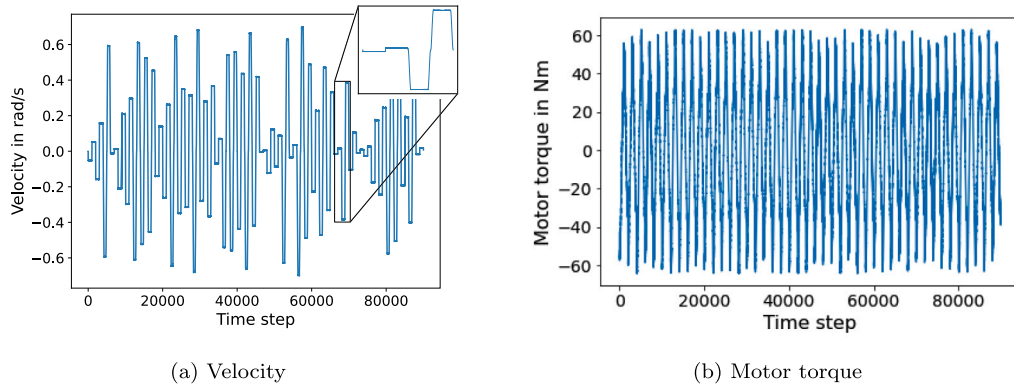 0.6
0.4
0.2
0.0
−0.2
−0.4
−0.6
Velocity in rad/s
0 20000 40000 60000 80000
Time step
(a) Velocity
60
40
20
0
−20
−40
−60
Motor torque in Nm
0 20000 40000 60000 80000
Time step
(b) Motor torque